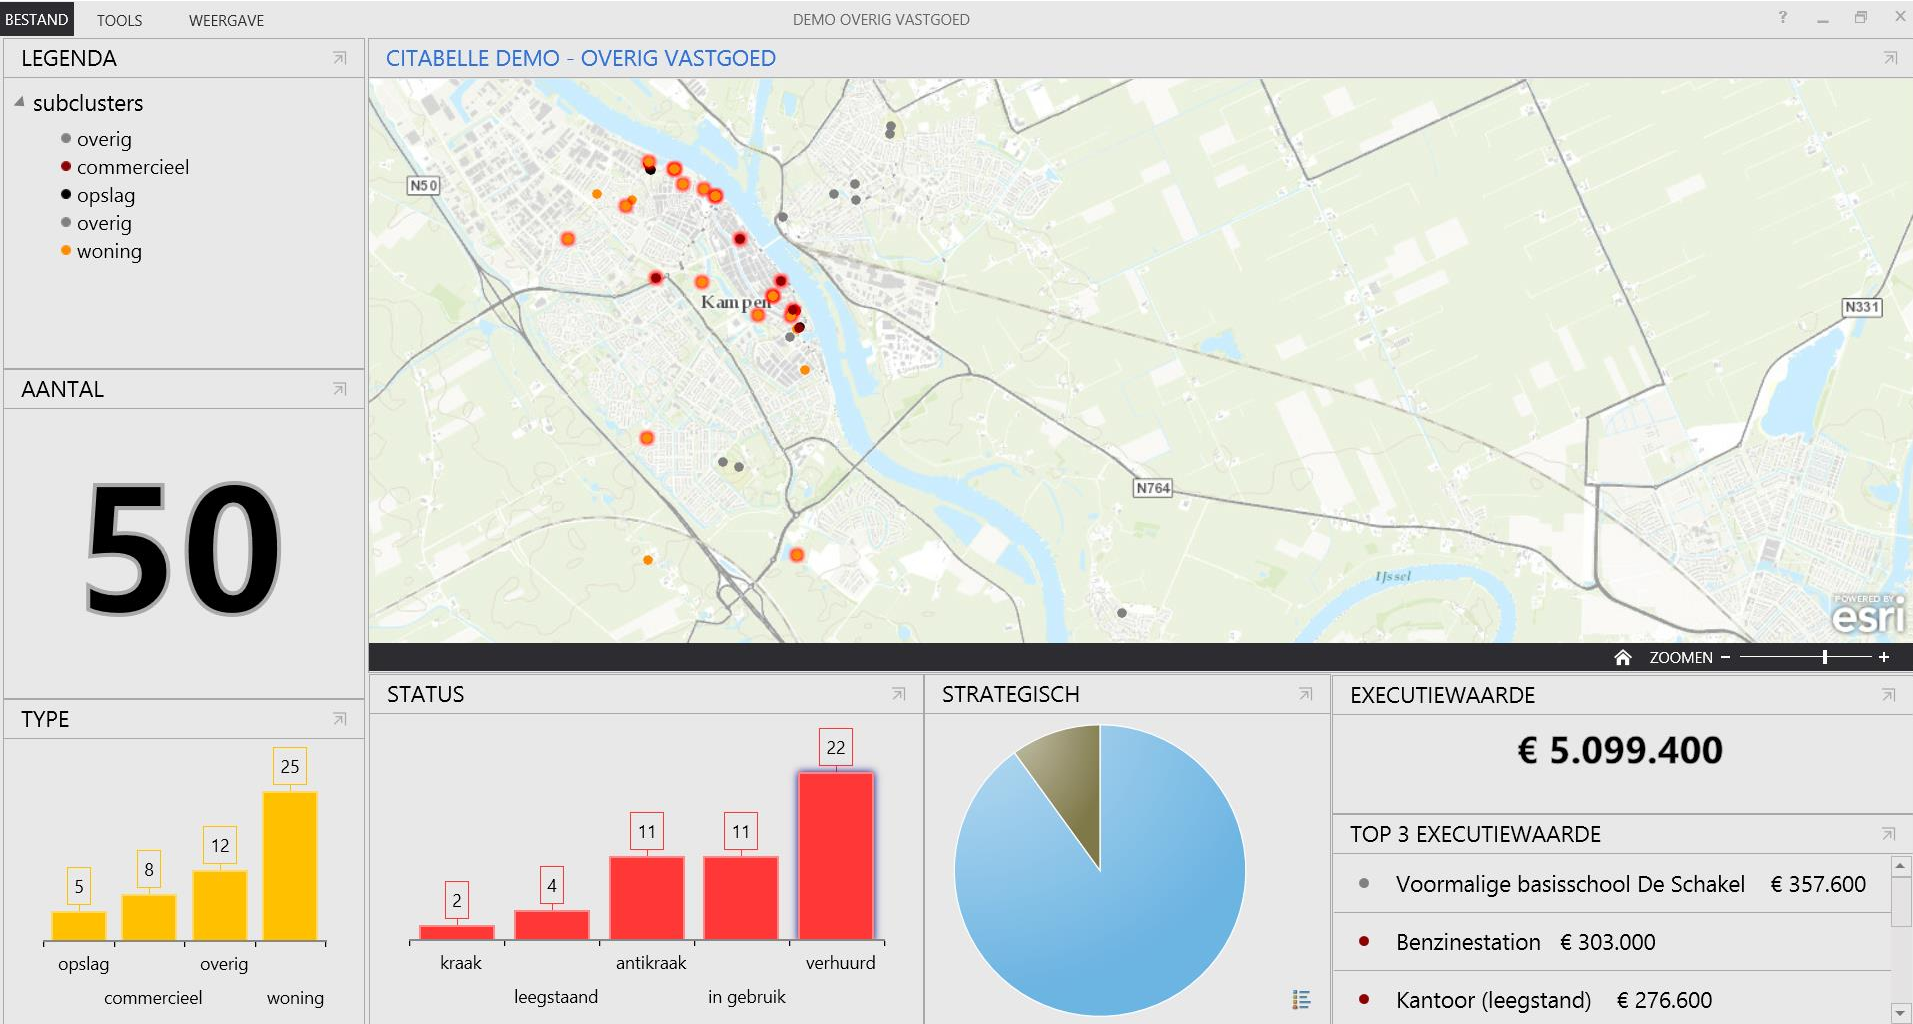 BESTAND TOOLS WEERGAVE DEMO OVERIG VASTGOED ?
LEGENDA
subclusters
overig
commercieel
opslag
overig
woning
AANTAL
50
TYPE
5
8
12
25
opslag
commercieel
overig
woning
CITABELLE DEMO - OVERIG VASTGOED
N50
Kampen
N331
N764
IJssel
POWERED BY
esri
ZOOMEN − +
STATUS
2
4
11
11
22
kraak
leegstaand
antikraak
in gebruik
verhuurd
STRATEGISCH
EXECUTIEWAARDE
€ 5.099.400
TOP 3 EXECUTIEWAARDE
Voormalige basisschool De Schakel € 357.600
Benzinestation € 303.000
Kantoor (leegstand) € 276.600